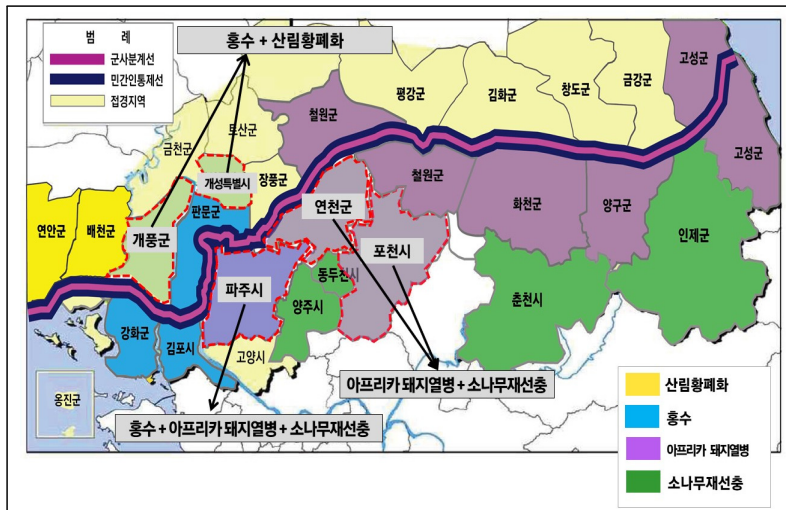 범 례
군사분계선
민간인통제선
접경지역
홍수 + 산림황폐화
고성군
금강군
창도군
김화군
평강군
철원군
토산군
금천군
개성특별시
장풍군
고성군
철원군
연천군
판문군
화천군
양구군
인제군
연안군
배천군
개풍군
포천시
동두천시
파주시
양주시
춘천시
강화군
김포시
고양시
옹진군
아프리카 돼지열병 + 소나무재선충
홍수 + 아프리카 돼지열병 + 소나무재선충
산림황폐화
홍수
아프리카 돼지열병
소나무재선충